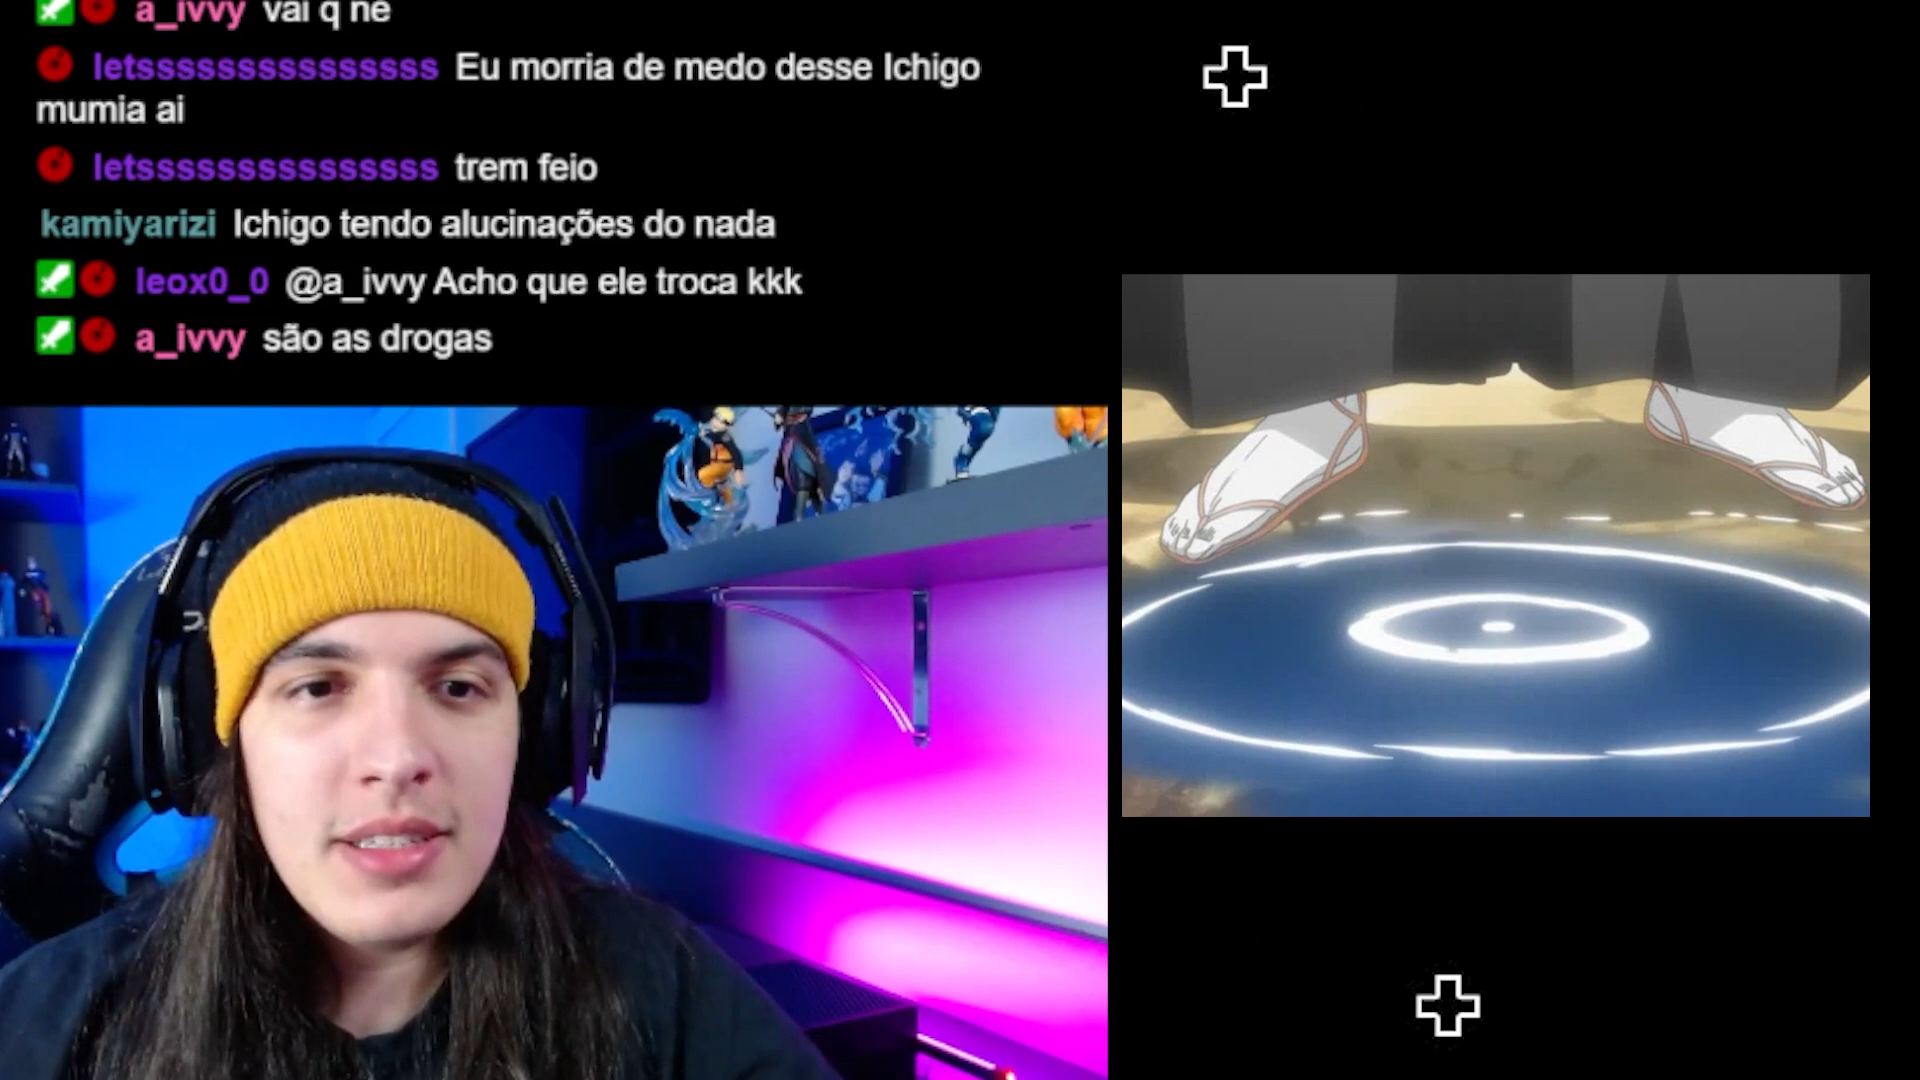 a_ivvy vai q né
letsssssssssssssss Eu morria de medo desse Ichigo
mumia ai
letsssssssssssssss trem feio
kamiyarizi Ichigo tendo alucinações do nada
leox0_0 @a_ivvy Acho que ele troca kkk
a_ivvy são as drogas